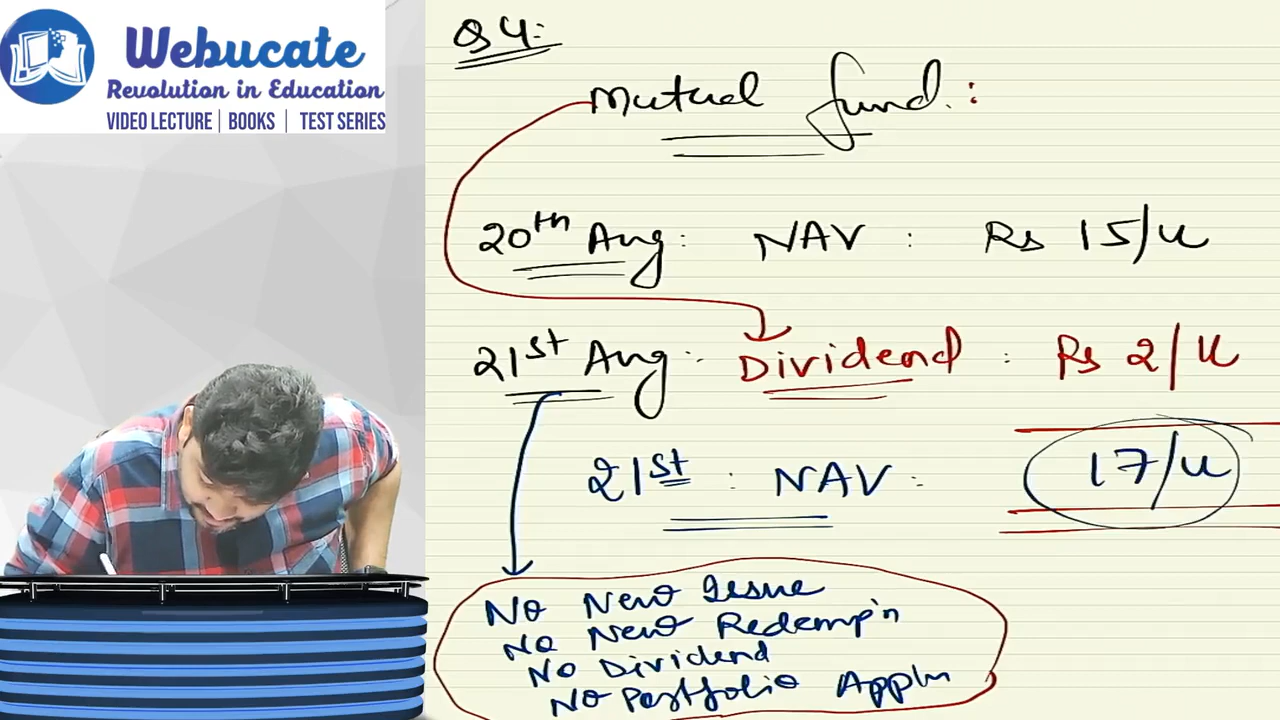 Webucate
Revolution in Education
VIDEO LECTURE | BOOKS | TEST SERIES
Q4:
Mutual fund:
20th Aug: NAV : Rs 15/u
21st Aug: Dividend : Rs 2/u
21st : NAV : 17/u
No New Issue
No New Redemp'n
No Dividend
No Portfolio Appln